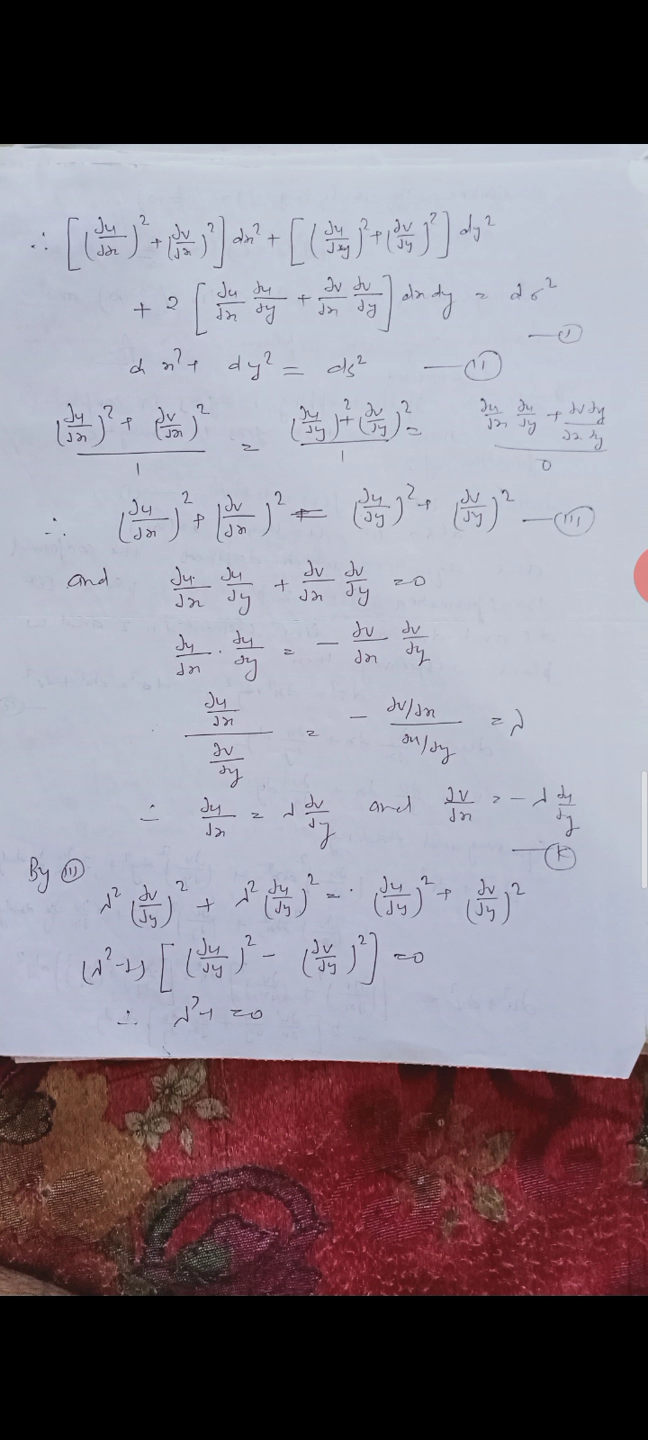 ∴ [(∂u/∂x)² + (∂v/∂x)²] dx² + [(∂u/∂y)² + (∂v/∂y)²] dy²
+ 2 [∂u/∂x ∂u/∂y + ∂v/∂x ∂v/∂y] dx dy = dσ² —(I)
dx² + dy² = ds² —(II)
((∂u/∂x)² + (∂v/∂x)²)/1 = ((∂u/∂y)² + (∂v/∂y)²)/1 = (∂u/∂x ∂u/∂y + ∂v/∂x ∂v/∂y)/0
∴ (∂u/∂x)² + (∂v/∂x)² = (∂u/∂y)² + (∂v/∂y)² —(III)
and ∂u/∂x ∂u/∂y + ∂v/∂x ∂v/∂y = 0
∂u/∂x · ∂u/∂y = - ∂v/∂x ∂v/∂y
(∂u/∂x)/(∂v/∂y) = - (∂v/∂x)/(∂u/∂y) = λ
∴ ∂u/∂x = λ ∂v/∂y and ∂v/∂x = - λ ∂u/∂y
By (III)
λ² (∂v/∂y)² + λ² (∂u/∂y)² = (∂u/∂y)² + (∂v/∂y)²
(λ²-1) [(∂u/∂y)² - (∂v/∂y)²] = 0
∴ λ²-1 = 0